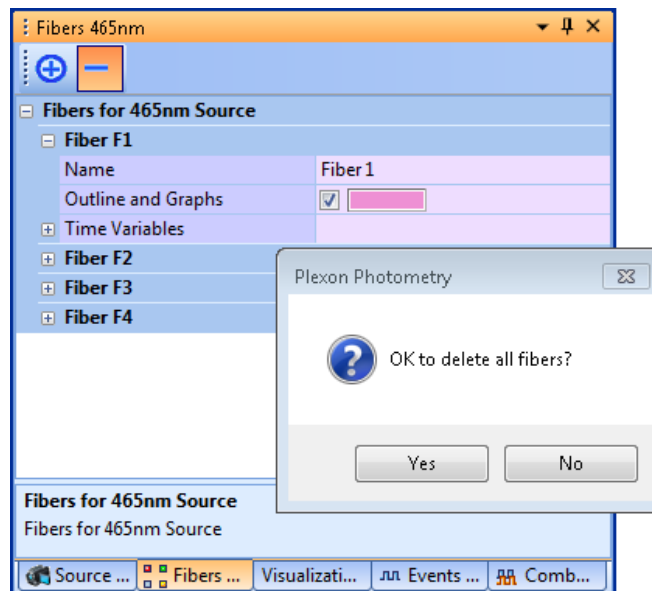 Fibers 465nm
Fibers for 465nm Source
Fiber F1
Name Fiber 1
Outline and Graphs
Time Variables
Fiber F2
Fiber F3
Fiber F4
Plexon Photometry
OK to delete all fibers?
Yes No
Fibers for 465nm Source
Fibers for 465nm Source
Source ... Fibers ... Visualizati... Events ... Comb...